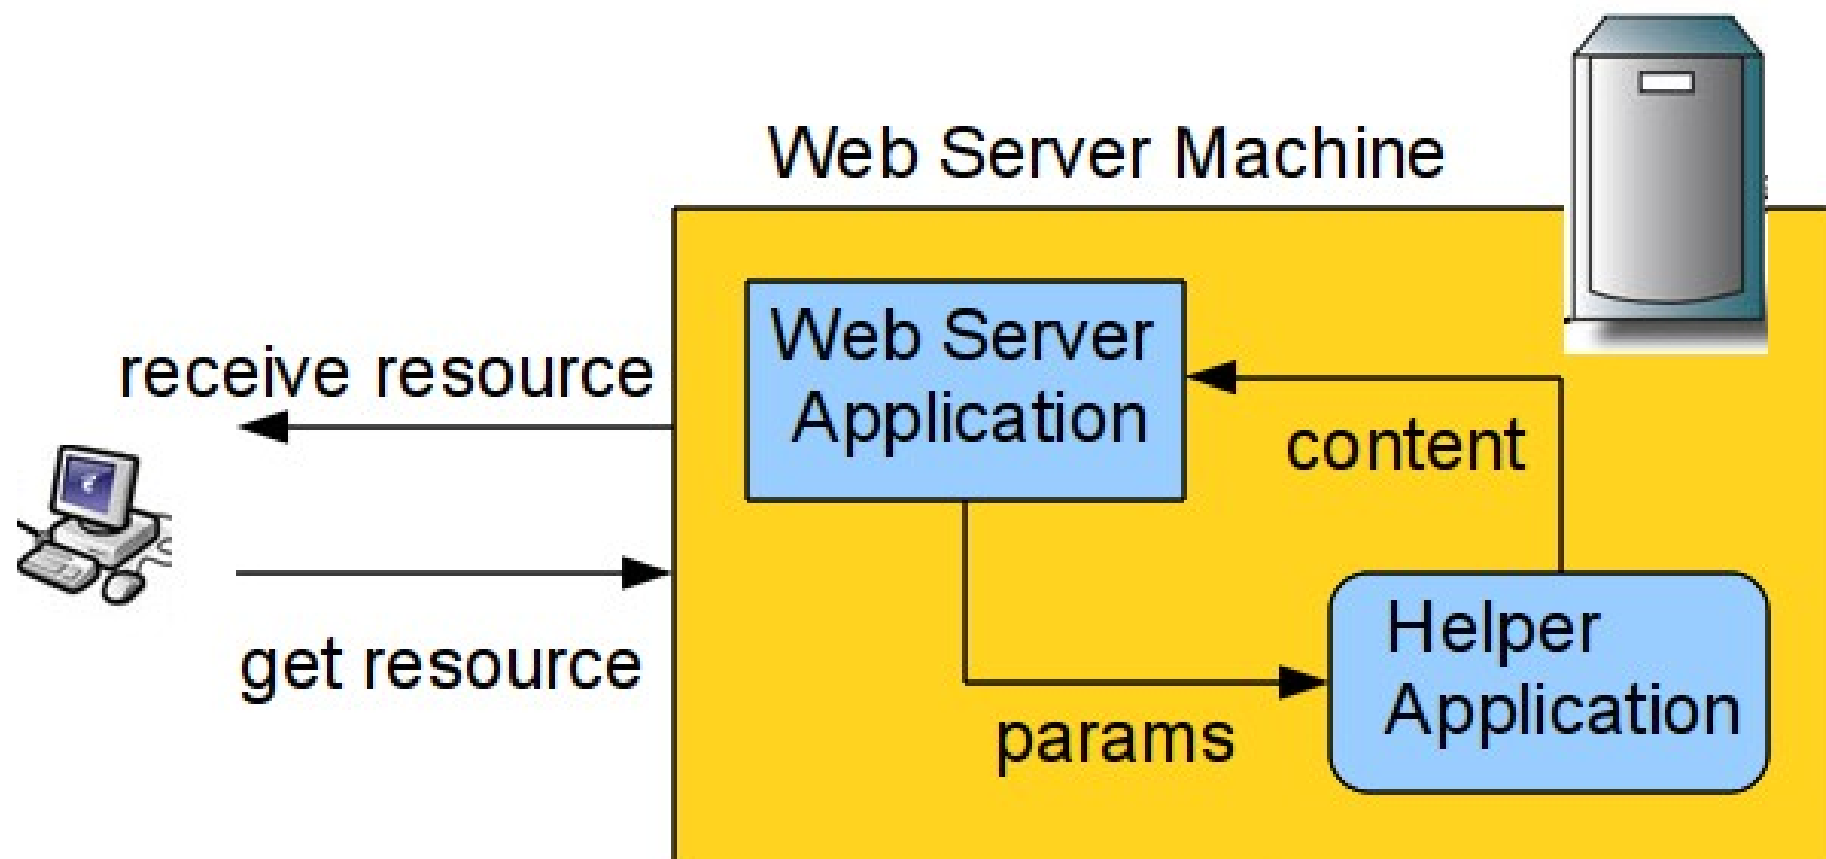 Web Server Machine
Web Server
Application
receive resource
content
get resource
Helper
Application
params